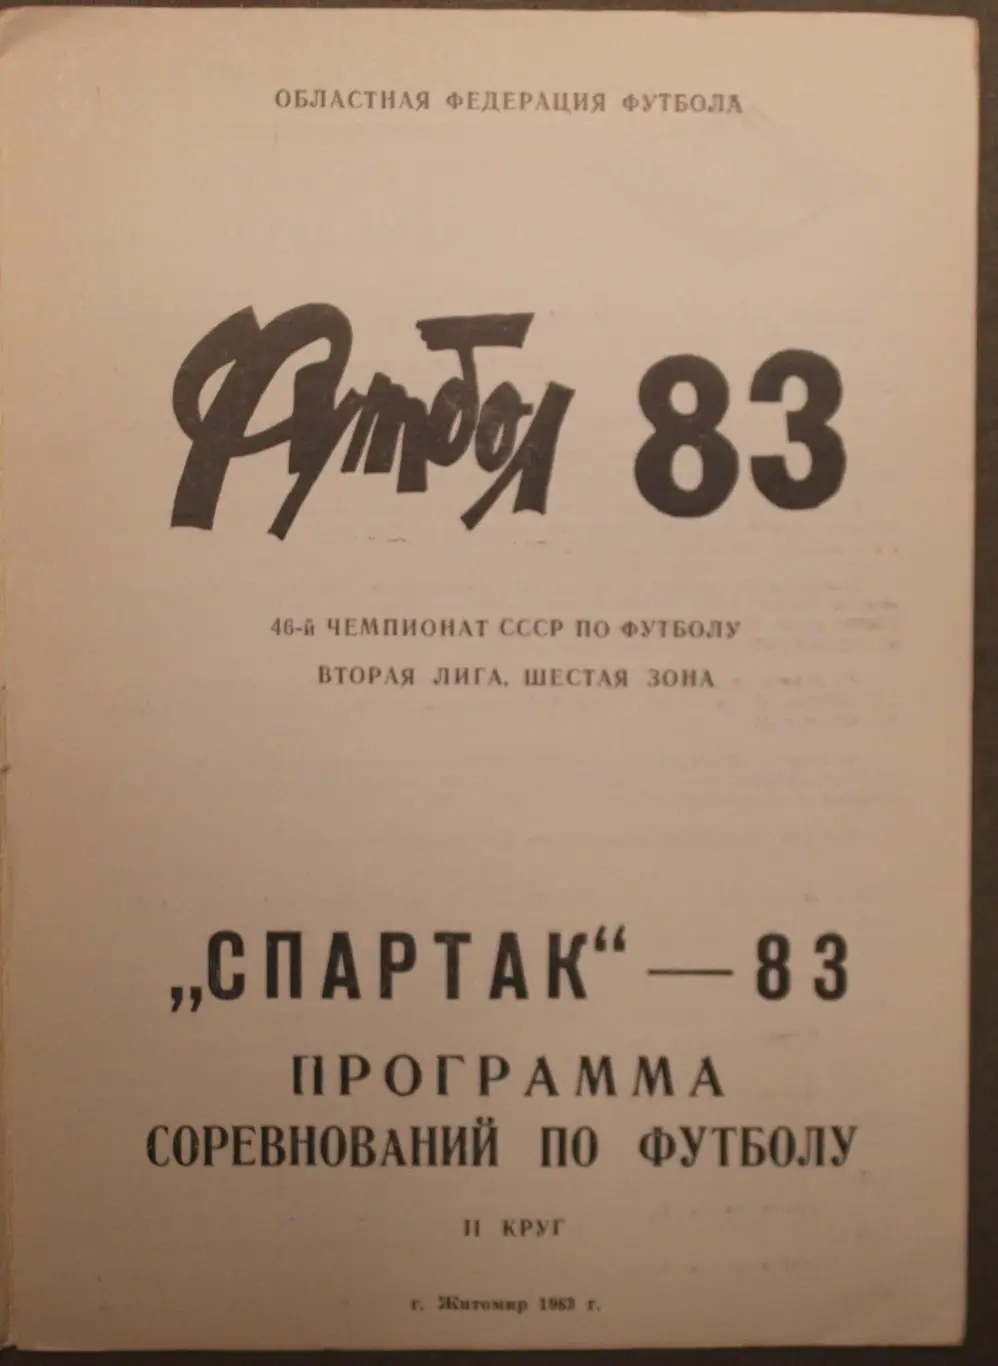 ОБЛАСТНАЯ ФЕДЕРАЦИЯ ФУТБОЛА
Футбол 83
46-й ЧЕМПИОНАТ СССР ПО ФУТБОЛУ
ВТОРАЯ ЛИГА, ШЕСТАЯ ЗОНА
„СПАРТАК“ — 83
ПРОГРАММА
СОРЕВНОВАНИЙ ПО ФУТБОЛУ
II КРУГ
г. Житомир 1983 г.